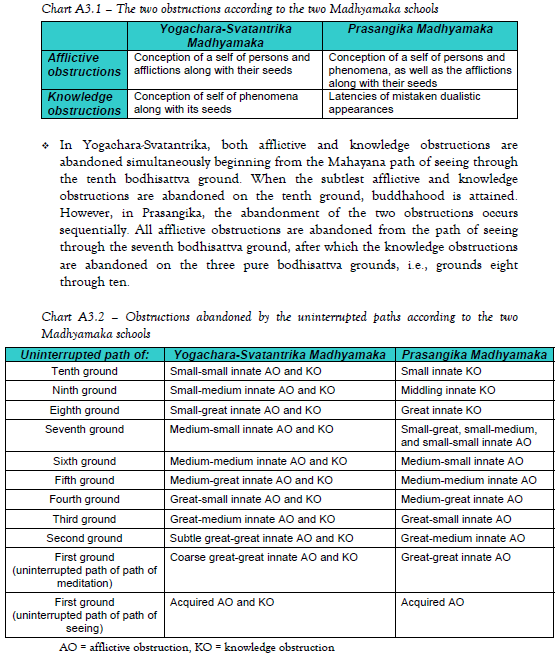 Chart A3.1 – The two obstructions according to the two Madhyamaka schools
Yogachara-Svatantrika Madhyamaka
Prasangika Madhyamaka
Afflictive obstructions
Conception of a self of persons and afflictions along with their seeds
Conception of a self of persons and phenomena, as well as the afflictions along with their seeds
Knowledge obstructions
Conception of self of phenomena along with its seeds
Latencies of mistaken dualistic appearances
❖ In Yogachara-Svatantrika, both afflictive and knowledge obstructions are
abandoned simultaneously beginning from the Mahayana path of seeing through
the tenth bodhisattva ground. When the subtlest afflictive and knowledge
obstructions are abandoned on the tenth ground, buddhahood is attained.
However, in Prasangika, the abandonment of the two obstructions occurs
sequentially. All afflictive obstructions are abandoned from the path of seeing
through the seventh bodhisattva ground, after which the knowledge obstructions
are abandoned on the three pure bodhisattva grounds, i.e., grounds eight
through ten.
Chart A3.2 – Obstructions abandoned by the uninterrupted paths according to the two
Madhyamaka schools
Uninterrupted path of: Yogachara-Svatantrika Madhyamaka Prasangika Madhyamaka
Tenth ground Small-small innate AO and KO Small innate KO
Ninth ground Small-medium innate AO and KO Middling innate KO
Eighth ground Small-great innate AO and KO Great innate KO
Seventh ground Medium-small innate AO and KO Small-great, small-medium, and small-small innate AO
Sixth ground Medium-medium innate AO and KO Medium-small innate AO
Fifth ground Medium-great innate AO and KO Medium-medium innate AO
Fourth ground Great-small innate AO and KO Medium-great innate AO
Third ground Great-medium innate AO and KO Great-small innate AO
Second ground Subtle great-great innate AO and KO Great-medium innate AO
First ground (uninterrupted path of path of meditation) Coarse great-great innate AO and KO Great-great innate AO
First ground (uninterrupted path of path of seeing) Acquired AO and KO Acquired AO
AO = afflictive obstruction, KO = knowledge obstruction